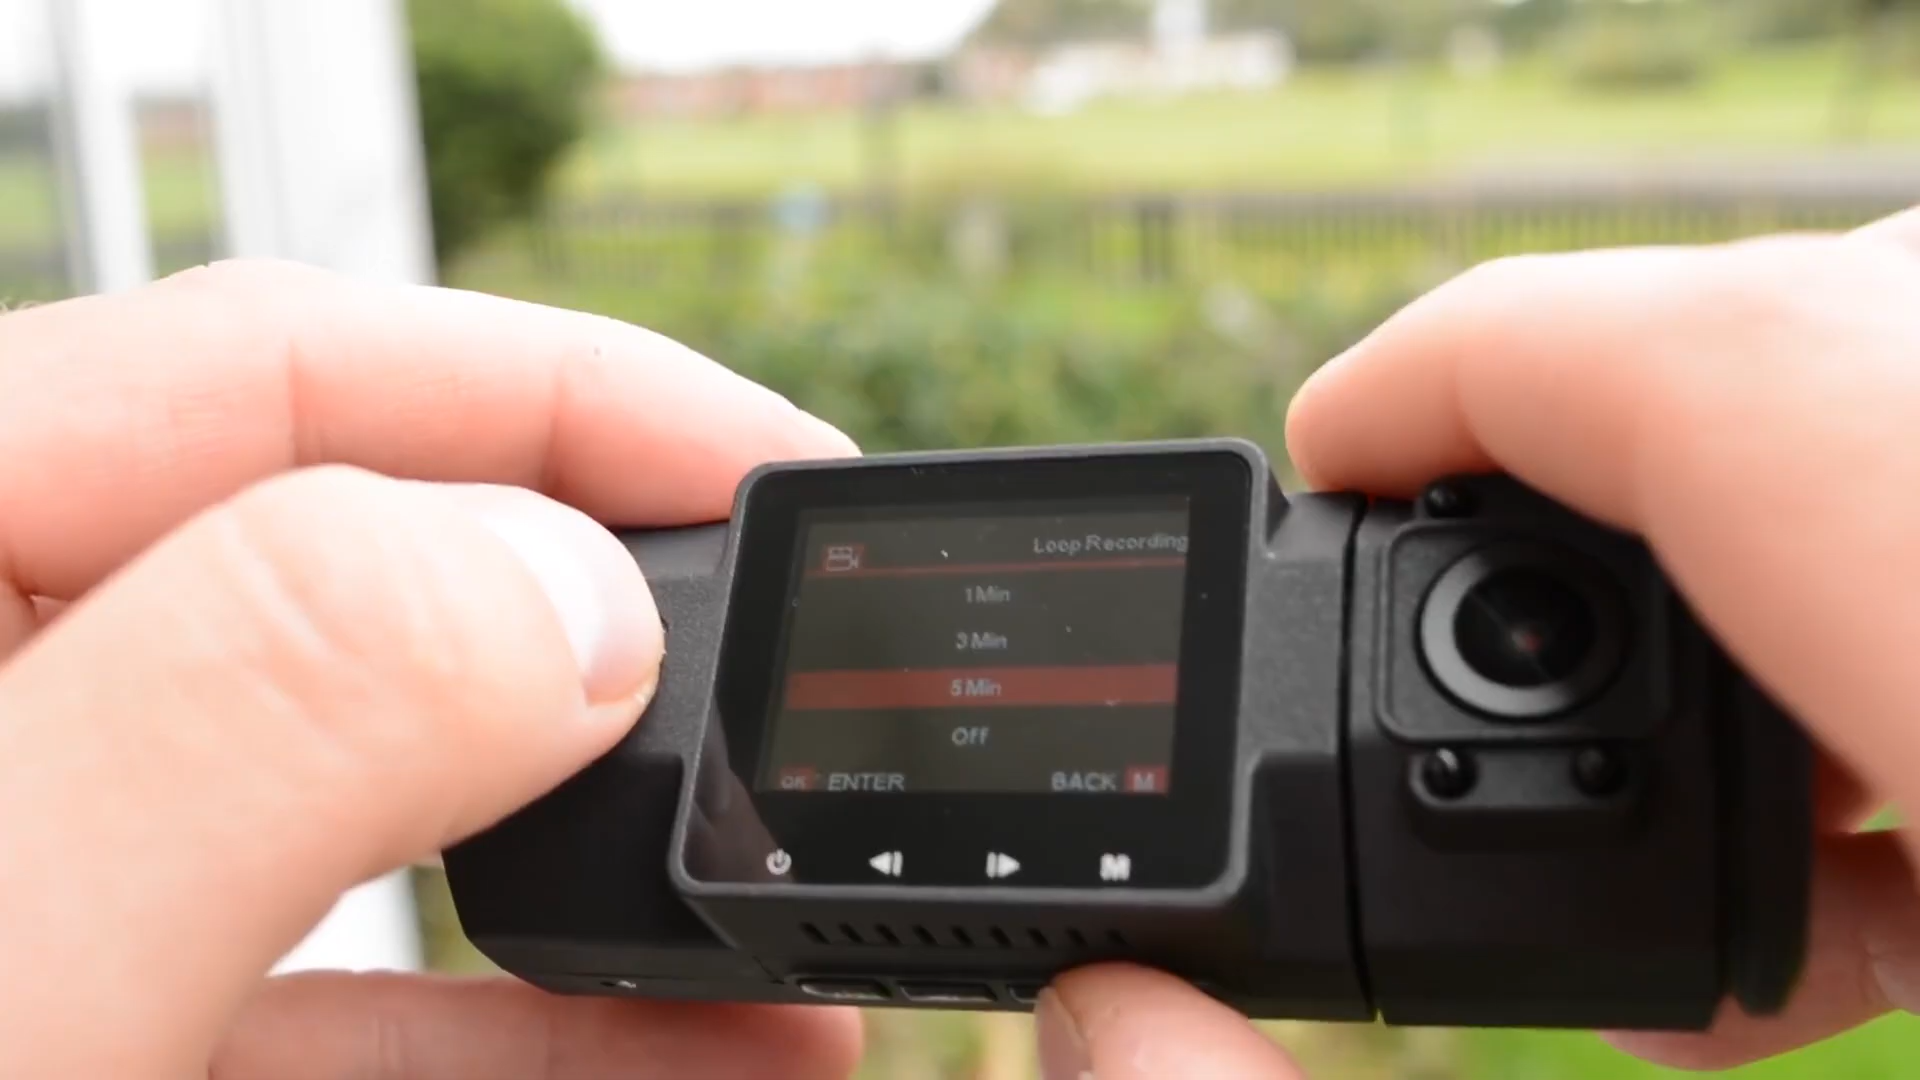 Loop Recording
1 Min
3 Min
5 Min
Off
OK ENTER BACK M
M